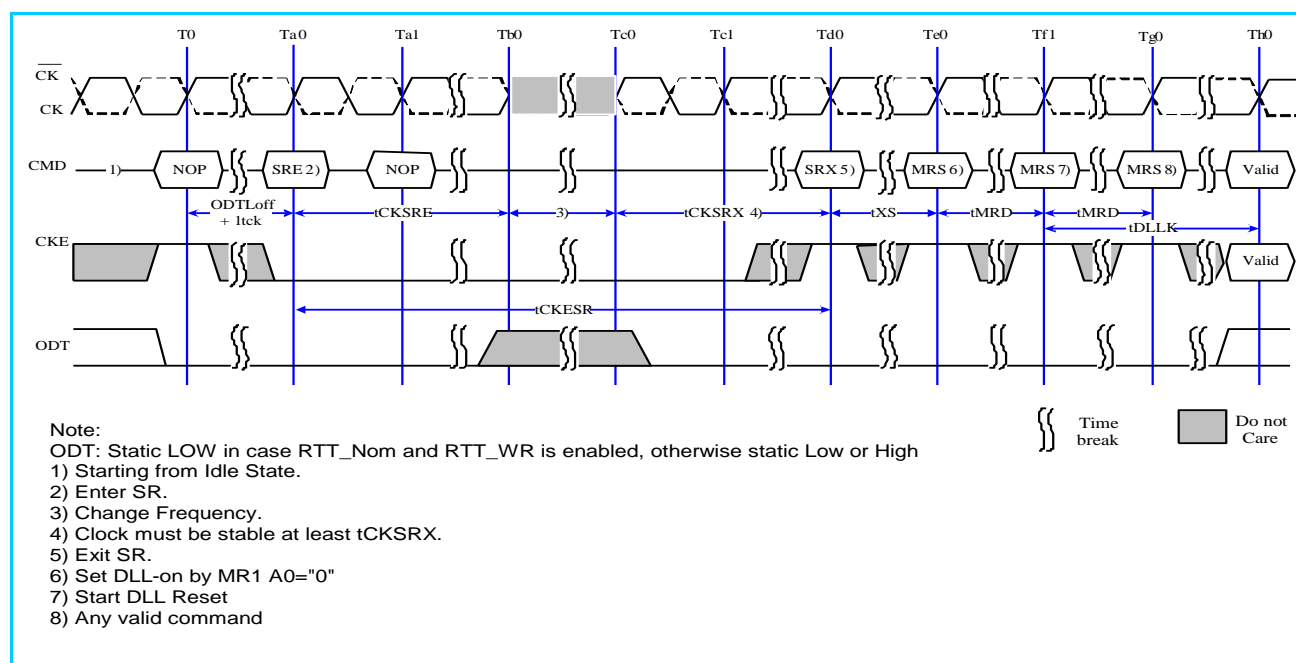 T0 Ta0 Ta1 Tb0 Tc0 Tc1 Td0 Te0 Tf1 Tg0 Th0
CK
CK
CMD 1) NOP SRE 2) NOP SRX 5) MRS 6) MRS 7) MRS 8) Valid
ODTLoff
+ 1tck
tCKSRE 3) tCKSRX 4) tXS tMRD tMRD
tDLLK
CKE Valid
tCKESR
ODT
Time
break
Do not
Care
Note:
ODT: Static LOW in case RTT_Nom and RTT_WR is enabled, otherwise static Low or High
1) Starting from Idle State.
2) Enter SR.
3) Change Frequency.
4) Clock must be stable at least tCKSRX.
5) Exit SR.
6) Set DLL-on by MR1 A0="0"
7) Start DLL Reset
8) Any valid command